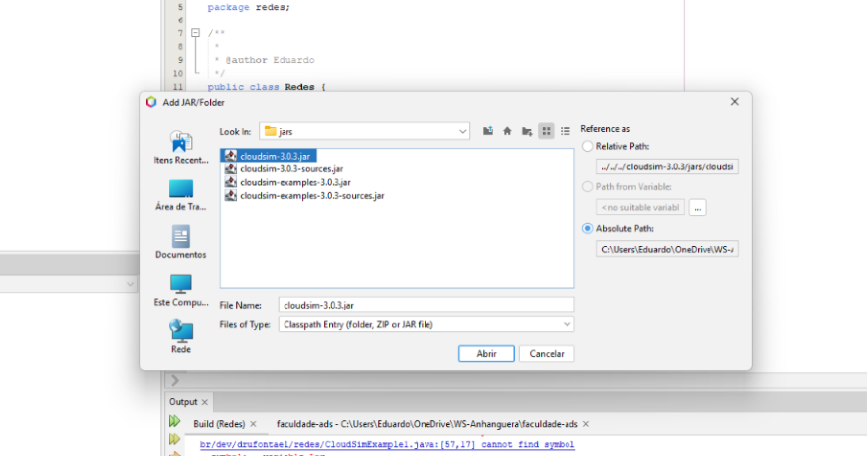 5 package redes;
6
7 /**
8 *
9 * @author Eduardo
10 */
11 public class Redes {
Add JAR/Folder
Look In: jars
Reference as
Itens Recent...
Área de Tra...
Documentos
Este Compu...
Rede
cloudsim-3.0.3.jar
cloudsim-3.0.3-sources.jar
cloudsim-examples-3.0.3.jar
cloudsim-examples-3.0.3-sources.jar
Relative Path:
../../../cloudsim-3.0.3/jars/cloudsi
Path from Variable:
<no suitable variabl ...
Absolute Path:
C:\Users\Eduardo\OneDrive\WS-A
File Name: cloudsim-3.0.3.jar
Files of Type: Classpath Entry (folder, ZIP or JAR file)
Abrir Cancelar
Output ×
Build (Redes) × faculdade-ads - C:\Users\Eduardo\OneDrive\WS-Anhanguera\faculdade-ads ×
br/dev/drufontael/redes/CloudSimExample1.java:[57,17] cannot find symbol